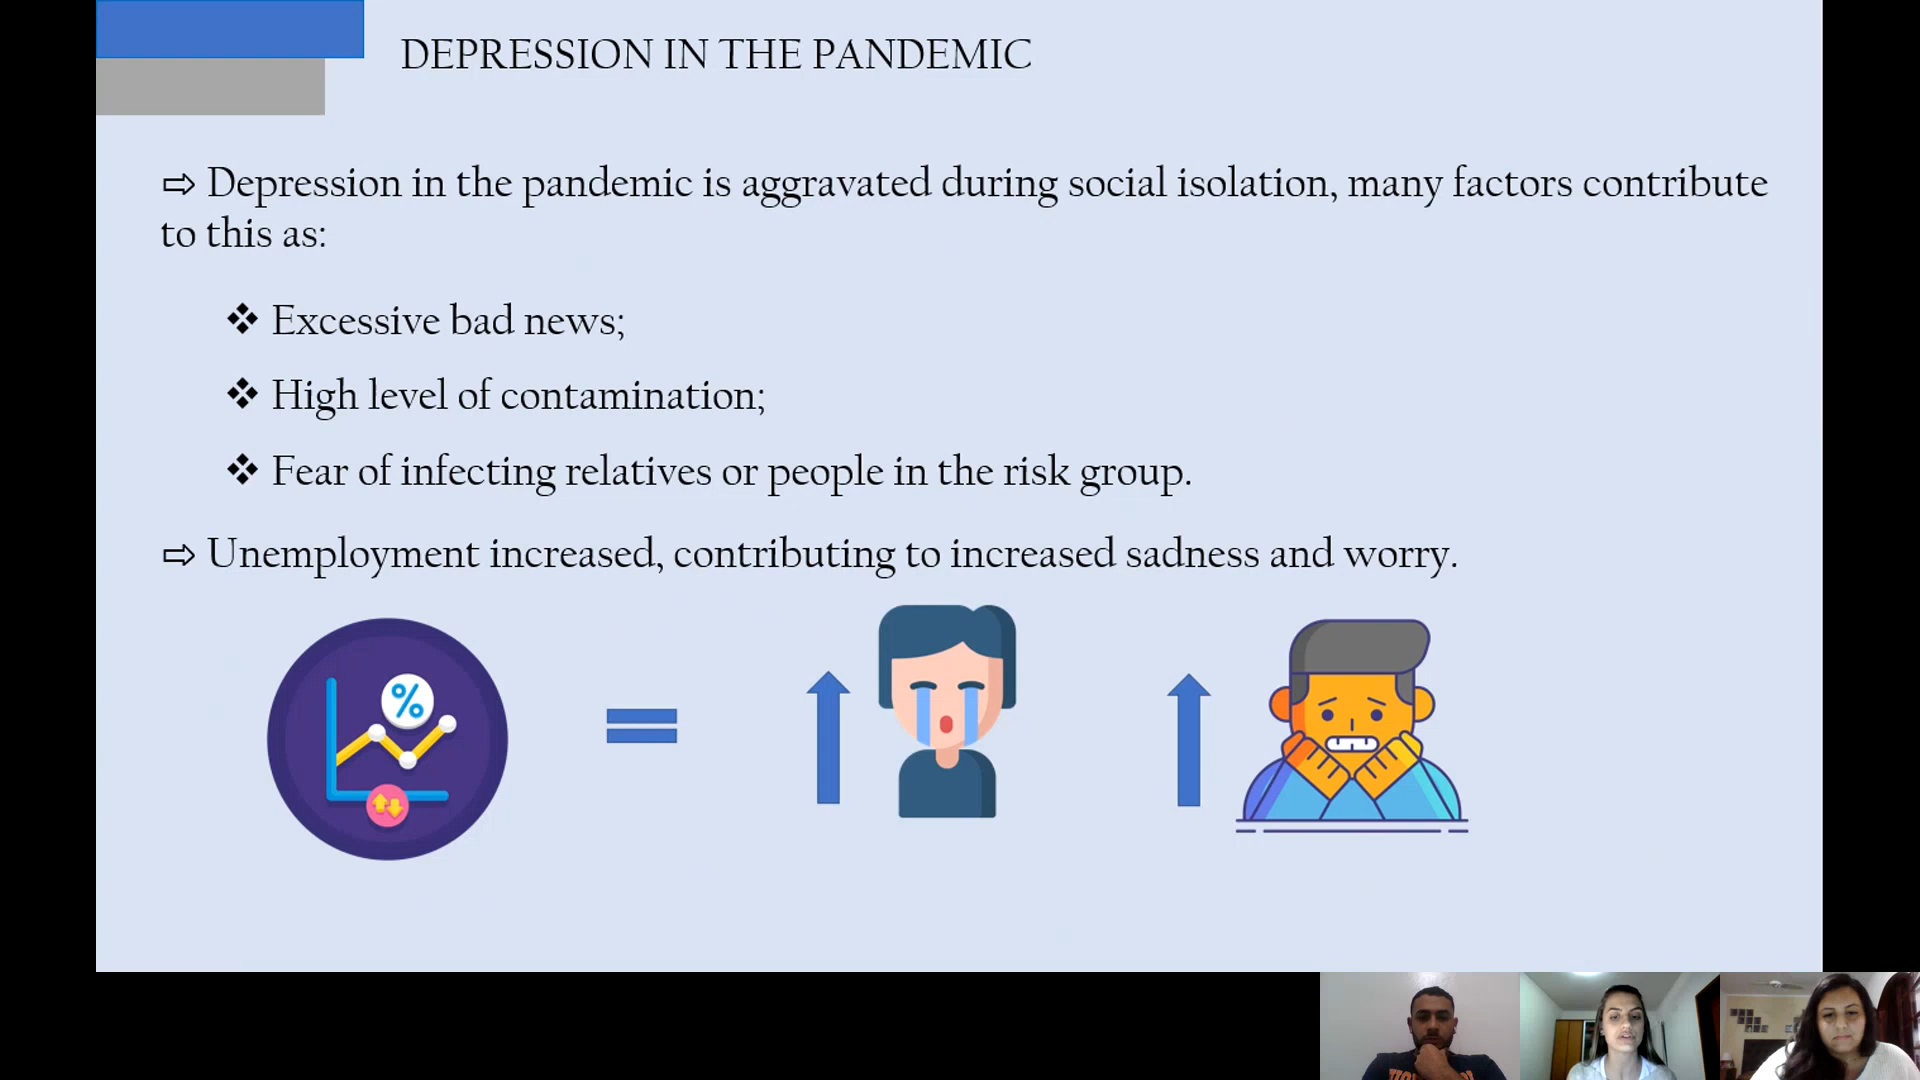 DEPRESSION IN THE PANDEMIC
⇨ Depression in the pandemic is aggravated during social isolation, many factors contribute
to this as:
❖ Excessive bad news;
❖ High level of contamination;
❖ Fear of infecting relatives or people in the risk group.
⇨ Unemployment increased, contributing to increased sadness and worry.
%